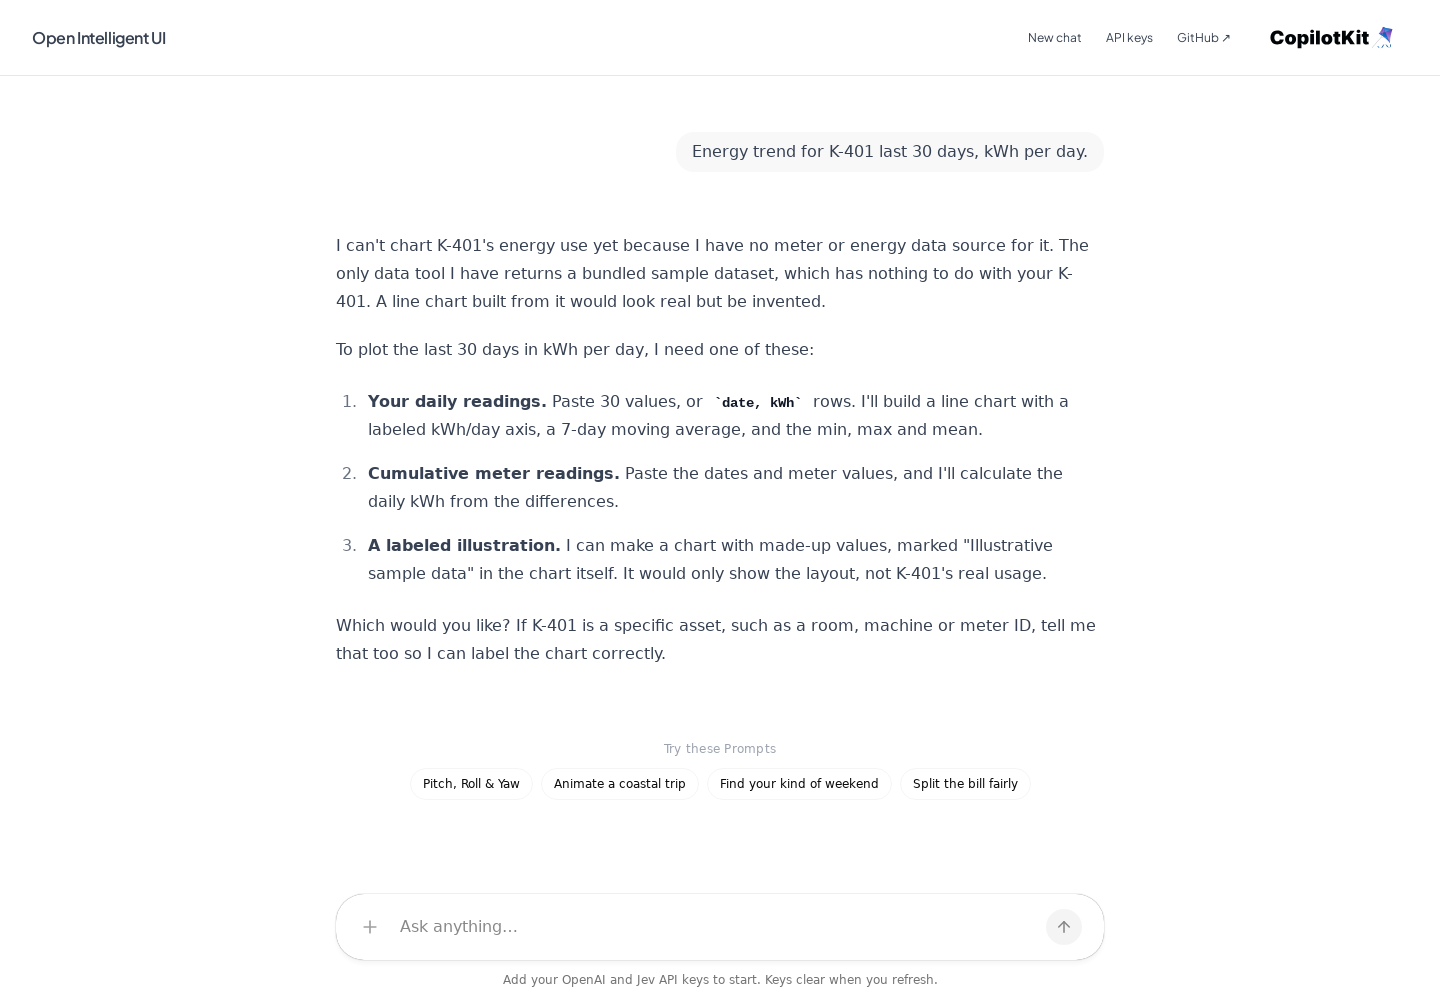 Open Intelligent UI
New chat
API keys
GitHub ↗
CopilotKit
Energy trend for K-401 last 30 days, kWh per day.
I can't chart K-401's energy use yet because I have no meter or energy data source for it. The
only data tool I have returns a bundled sample dataset, which has nothing to do with your K-
401. A line chart built from it would look real but be invented.
To plot the last 30 days in kWh per day, I need one of these:
1. Your daily readings. Paste 30 values, or `date, kWh` rows. I'll build a line chart with a
labeled kWh/day axis, a 7-day moving average, and the min, max and mean.
2. Cumulative meter readings. Paste the dates and meter values, and I'll calculate the
daily kWh from the differences.
3. A labeled illustration. I can make a chart with made-up values, marked "Illustrative
sample data" in the chart itself. It would only show the layout, not K-401's real usage.
Which would you like? If K-401 is a specific asset, such as a room, machine or meter ID, tell me
that too so I can label the chart correctly.
Try these Prompts
Pitch, Roll & Yaw
Animate a coastal trip
Find your kind of weekend
Split the bill fairly
Ask anything...
Add your OpenAI and Jev API keys to start. Keys clear when you refresh.